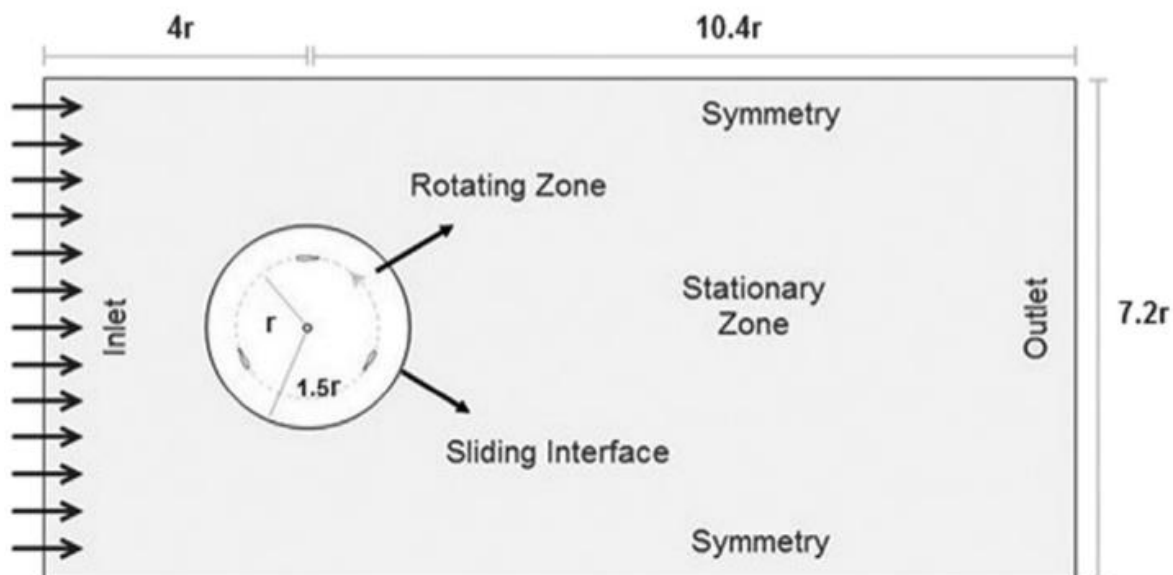 4r
10.4r
Symmetry
Rotating Zone
Inlet
r
1.5r
Stationary
Zone
Outlet
7.2r
Sliding Interface
Symmetry